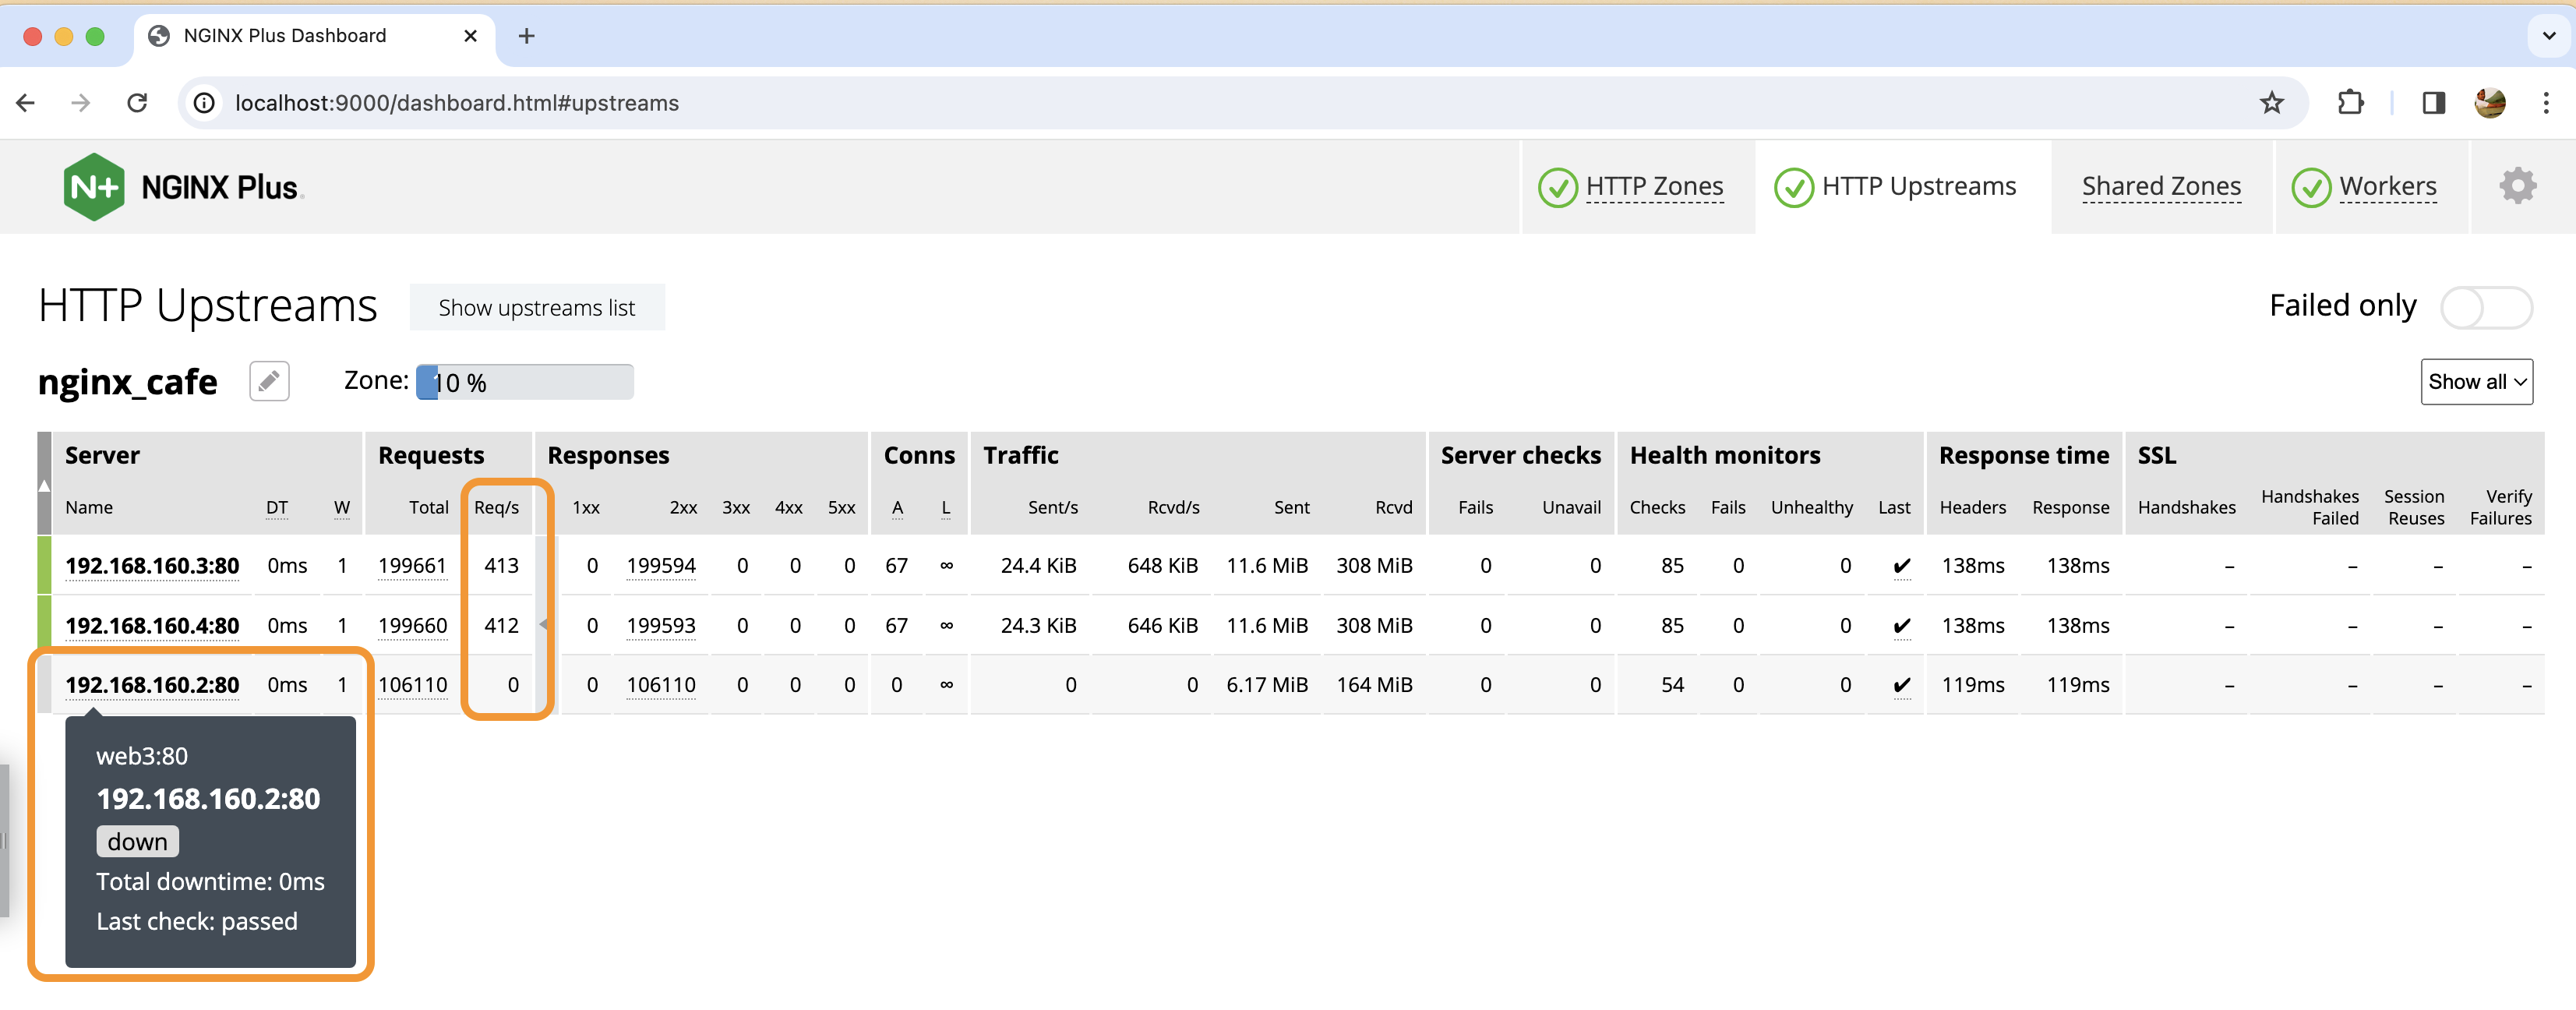 NGINX Plus Dashboard
localhost:9000/dashboard.html#upstreams
N+ NGINX Plus
HTTP Zones
HTTP Upstreams
Shared Zones
Workers
HTTP Upstreams
Show upstreams list
Failed only
nginx_cafe
Zone: 10 %
Show all
Server Requests Responses Conns Traffic Server checks Health monitors Response time SSL
Name DT W Total Req/s 1xx 2xx 3xx 4xx 5xx A L Sent/s Rcvd/s Sent Rcvd Fails Unavail Checks Fails Unhealthy Last Headers Response Handshakes Handshakes Failed Session Reuses Verify Failures
192.168.160.3:80 0ms 1 199661 413 0 199594 0 0 0 67 ∞ 24.4 KiB 648 KiB 11.6 MiB 308 MiB 0 0 85 0 0 ✔ 138ms 138ms – – – –
192.168.160.4:80 0ms 1 199660 412 0 199593 0 0 0 67 ∞ 24.3 KiB 646 KiB 11.6 MiB 308 MiB 0 0 85 0 0 ✔ 138ms 138ms – – – –
192.168.160.2:80 0ms 1 106110 0 0 106110 0 0 0 0 ∞ 0 0 6.17 MiB 164 MiB 0 0 54 0 0 ✔ 119ms 119ms – – – –
web3:80
192.168.160.2:80
down
Total downtime: 0ms
Last check: passed